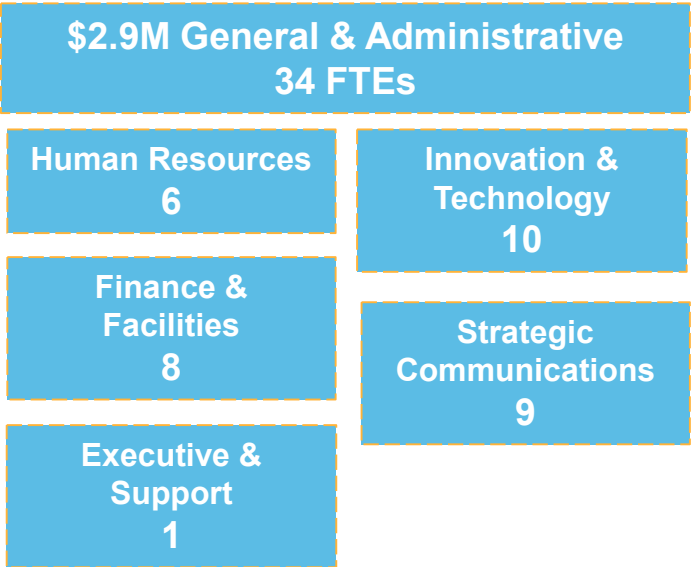 $2.9M General & Administrative
34 FTEs
Human Resources
6
Innovation &
Technology
10
Finance &
Facilities
8
Strategic
Communications
9
Executive &
Support
1